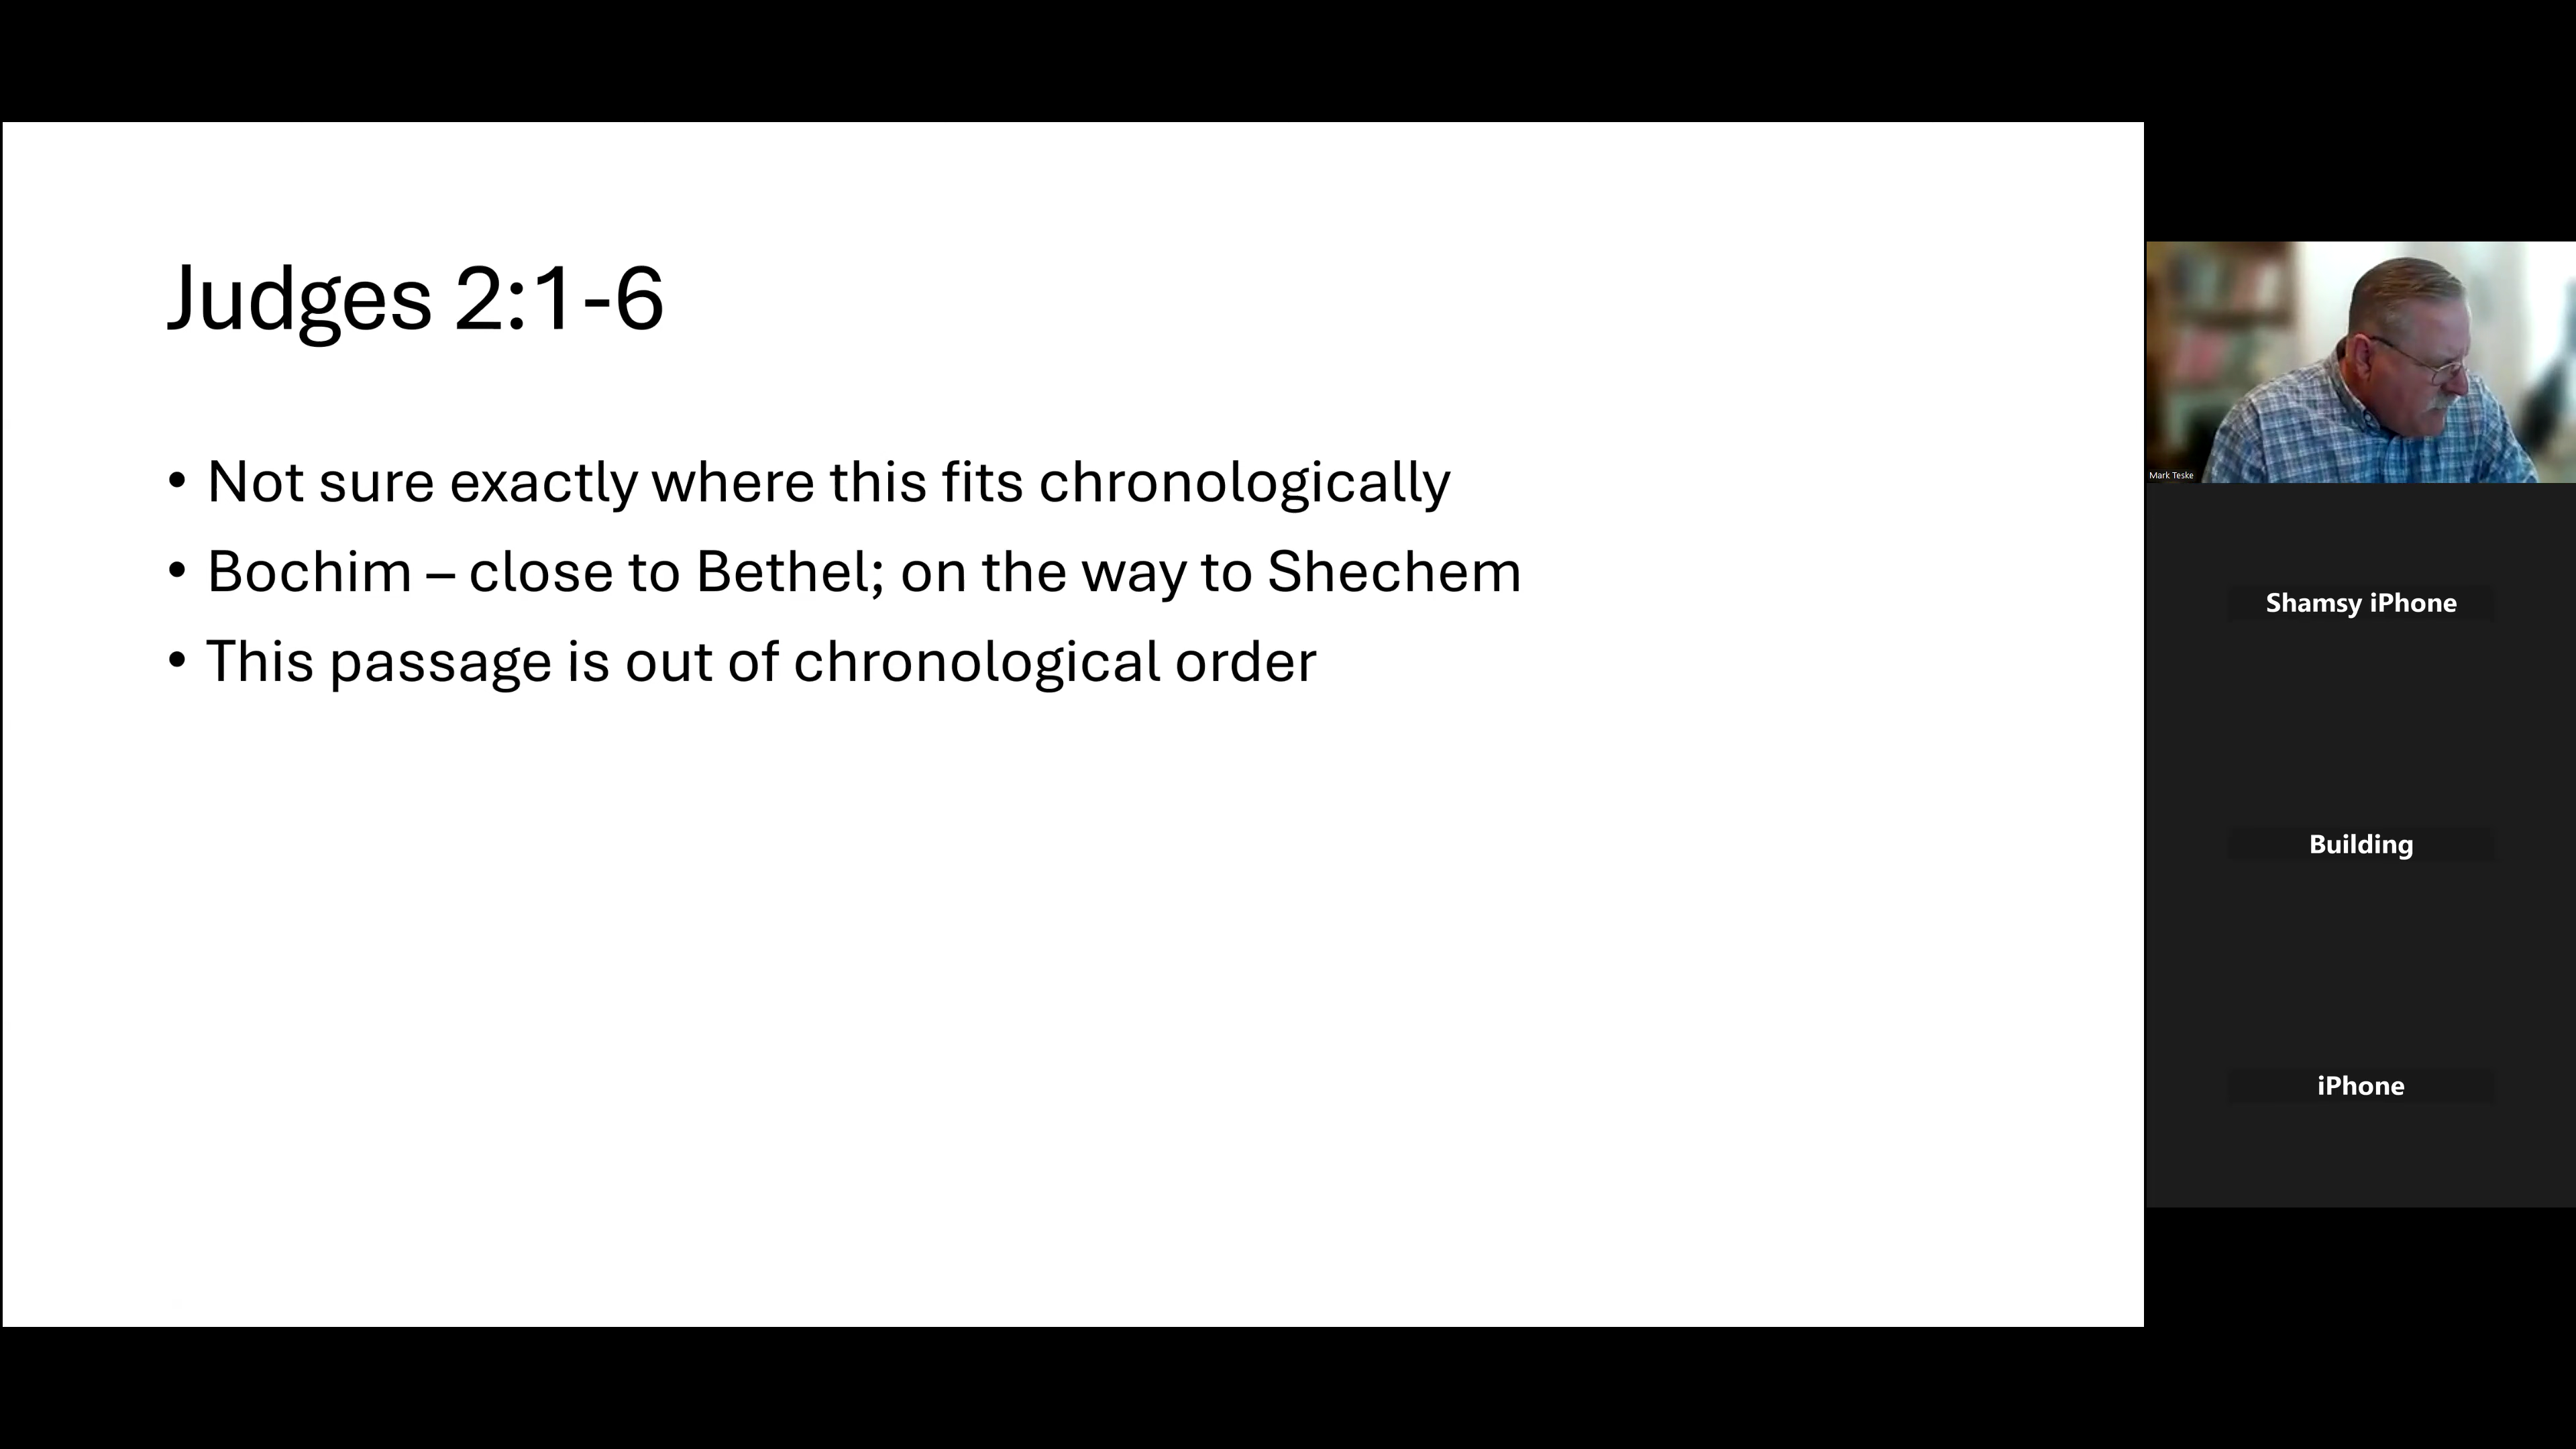 Judges 2:1-6
• Not sure exactly where this fits chronologically
• Bochim – close to Bethel; on the way to Shechem
• This passage is out of chronological order
Mark Teske
Shamsy iPhone
Building
iPhone